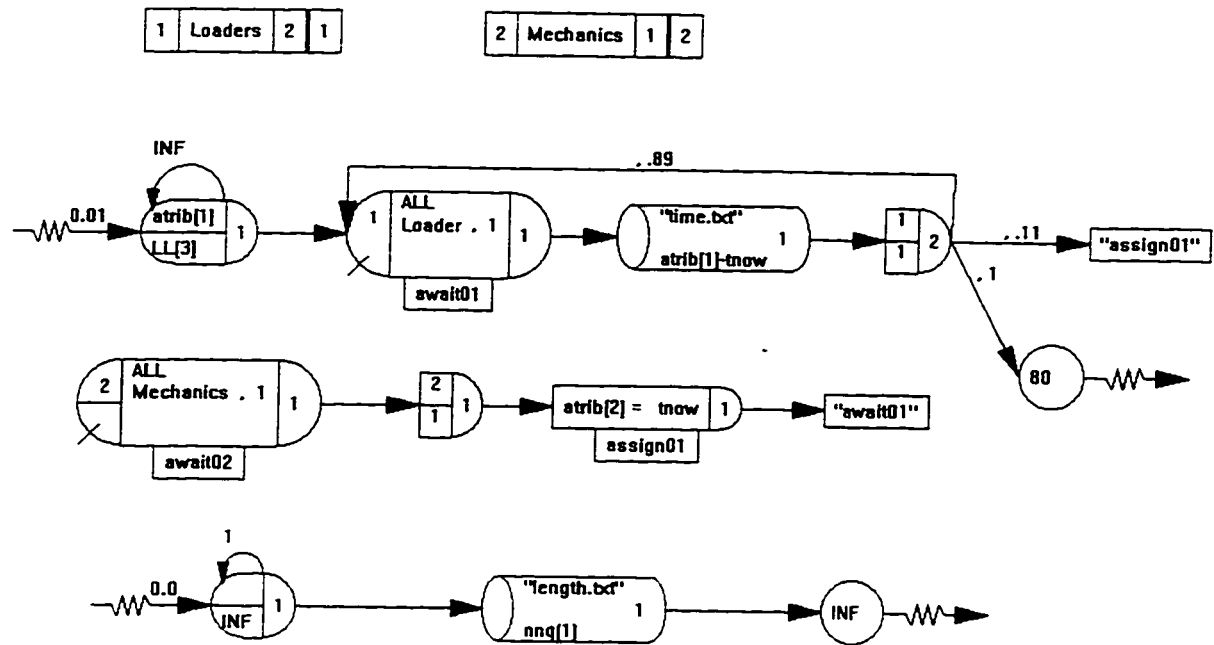 1 Loaders 2 1
2 Mechanics 1 2
INF
. .89
0.01
atrib[1]
LL[3]
1
1
ALL
Loader . 1
1
await01
"time.txt"
1
atrib[1]-tnow
1
1
2
. .11
"assign01"
. 1
80
2
ALL
Mechanics . 1
1
await02
2
1
1
atrib[2] = tnow
1
assign01
"await01"
1
0.0
INF
1
"length.txt"
1
nnq[1]
INF